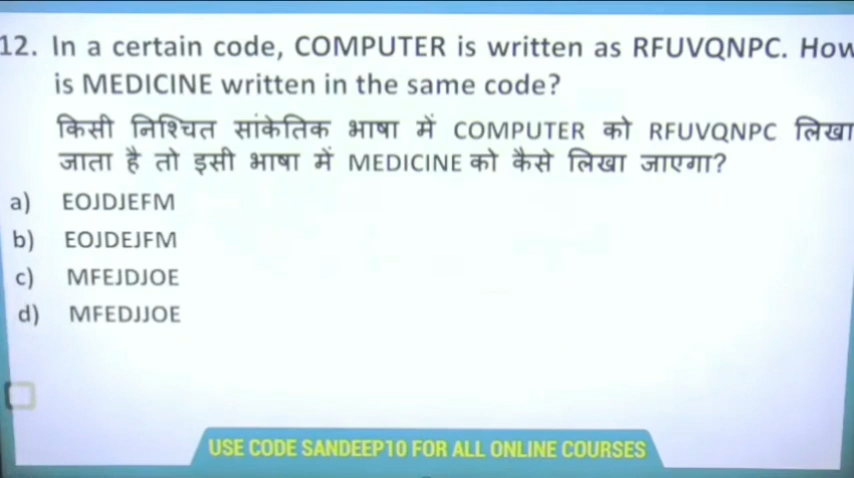 12. In a certain code, COMPUTER is written as RFUVQNPC. How
is MEDICINE written in the same code?
किसी निश्चित सांकेतिक भाषा में COMPUTER को RFUVQNPC लिखा
जाता है तो इसी भाषा में MEDICINE को कैसे लिखा जाएगा?
a) EOJDJEFM
b) EOJDEJFM
c) MFEJDJOE
d) MFEDJJOE
USE CODE SANDEEP10 FOR ALL ONLINE COURSES